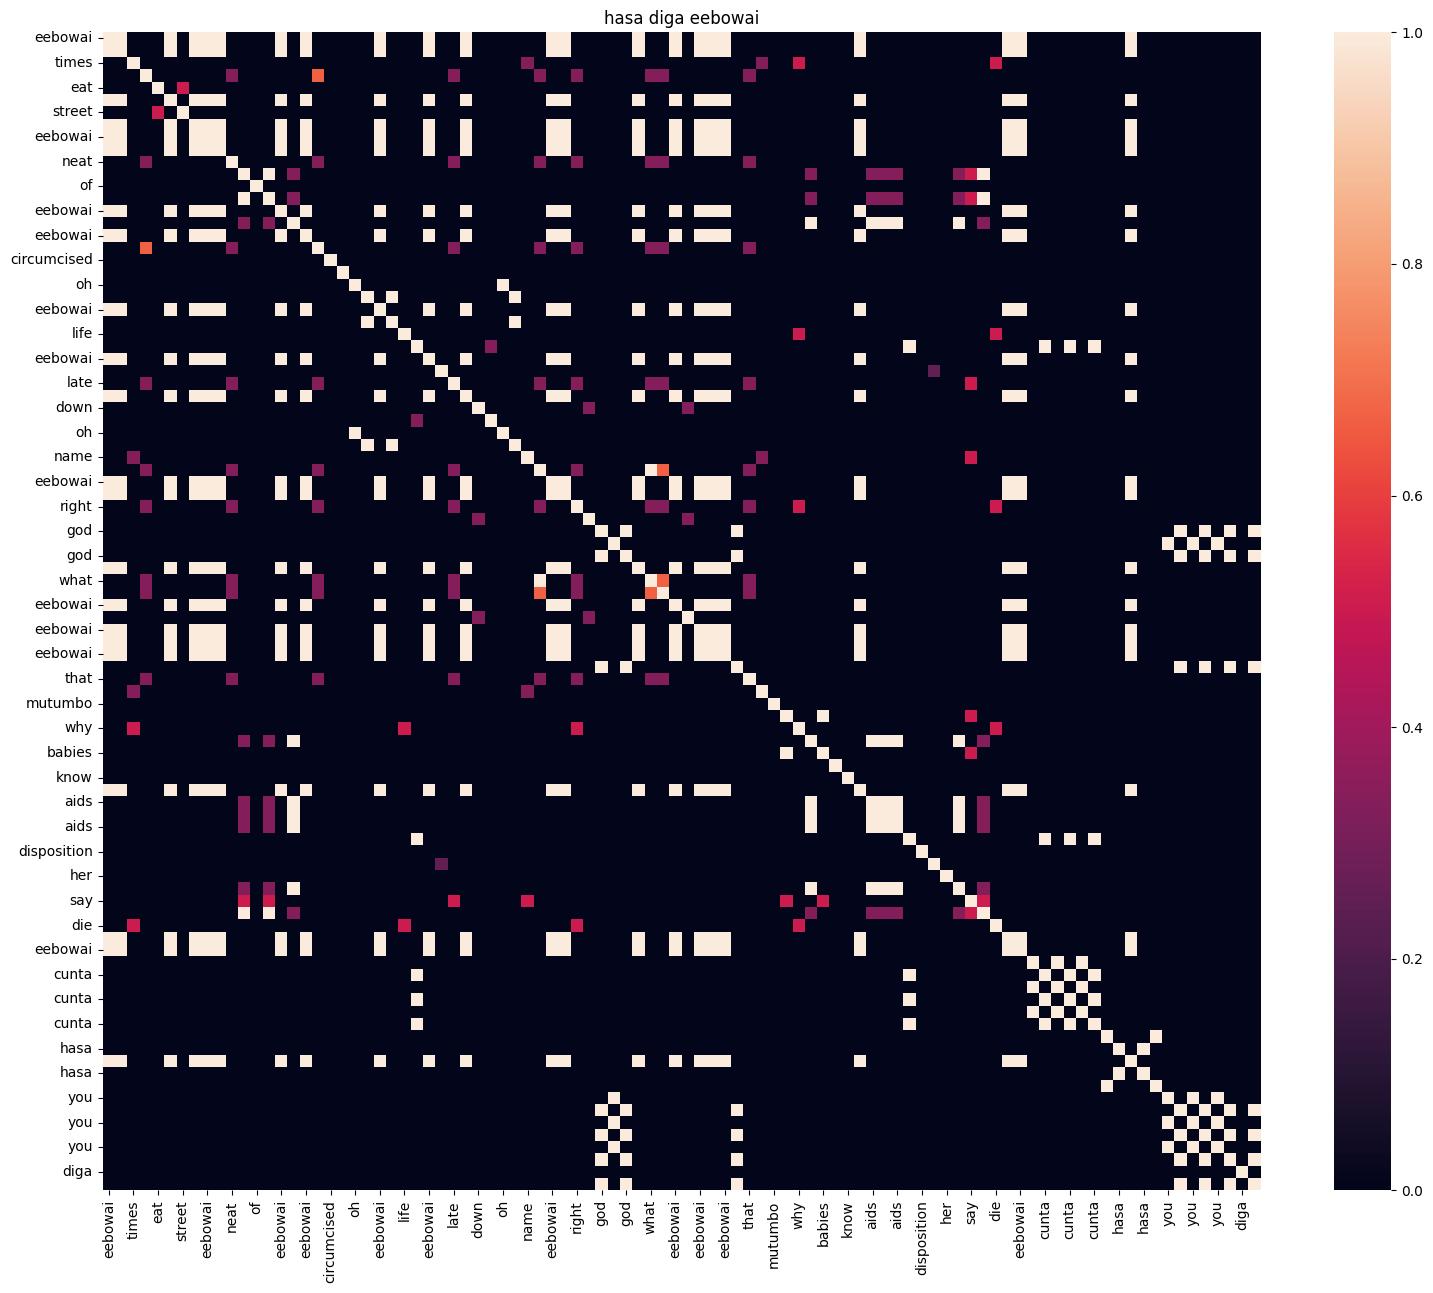 hasa diga eebowai
eebowai
times
eat
street
eebowai
neat
of
eebowai
eebowai
circumcised
oh
eebowai
life
eebowai
late
down
oh
name
eebowai
right
god
god
what
eebowai
eebowai
eebowai
that
mutumbo
why
babies
know
aids
aids
disposition
her
say
die
eebowai
cunta
cunta
cunta
hasa
hasa
you
you
you
diga
1.0
0.8
0.6
0.4
0.2
0.0
eebowai
times
eat
street
eebowai
neat
of
eebowai
eebowai
circumcised
oh
eebowai
life
eebowai
late
down
oh
name
eebowai
right
god
god
what
eebowai
eebowai
eebowai
that
mutumbo
why
babies
know
aids
aids
disposition
her
say
die
eebowai
cunta
cunta
cunta
hasa
hasa
you
you
you
diga